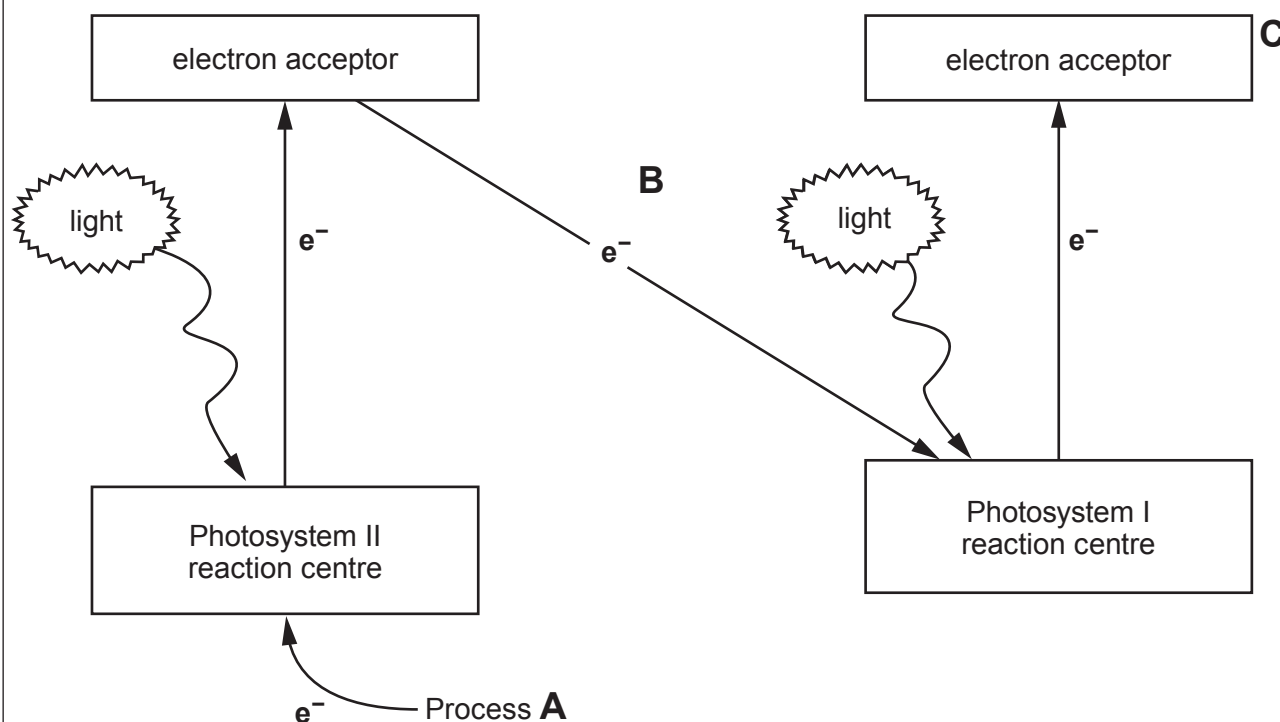 electron acceptor
electron acceptor
C
light
B
light
e⁻
e⁻
e⁻
Photosystem II
reaction centre
Photosystem I
reaction centre
e⁻
Process A